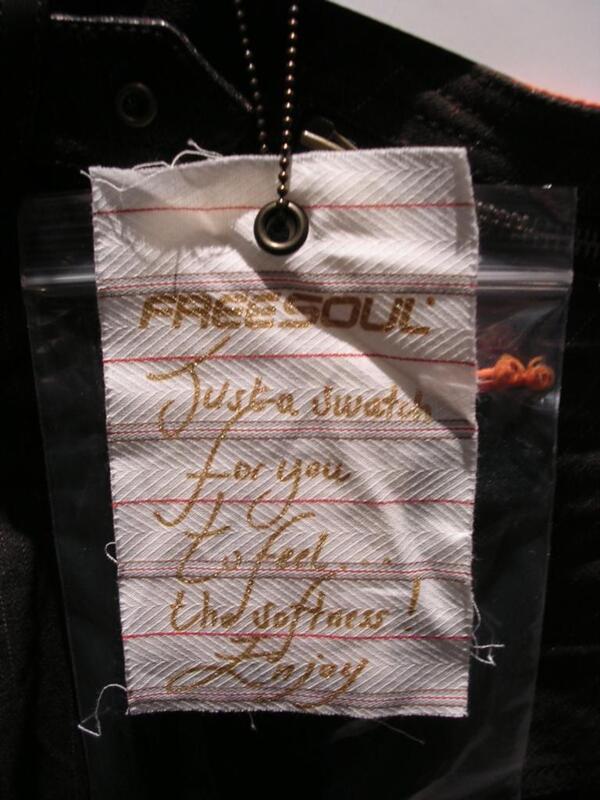 FREESOUL
Just a swatch
for you
to feel...
the softness!
Enjoy